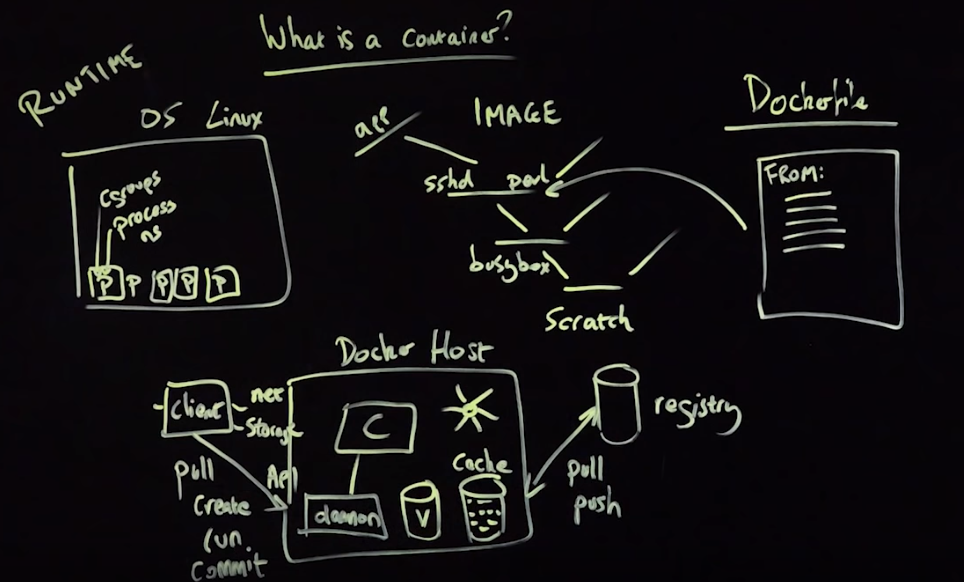 What is a Container?
RUNTIME
OS Linux
cgroups
process
ns
P P P P P
IMAGE
app
sshd perl
busybox
Scratch
Dockerfile
FROM:
Docker Host
client
net
Storage
API
pull
Create
run.
Commit
C
daemon
V
Cache
registry
pull
push